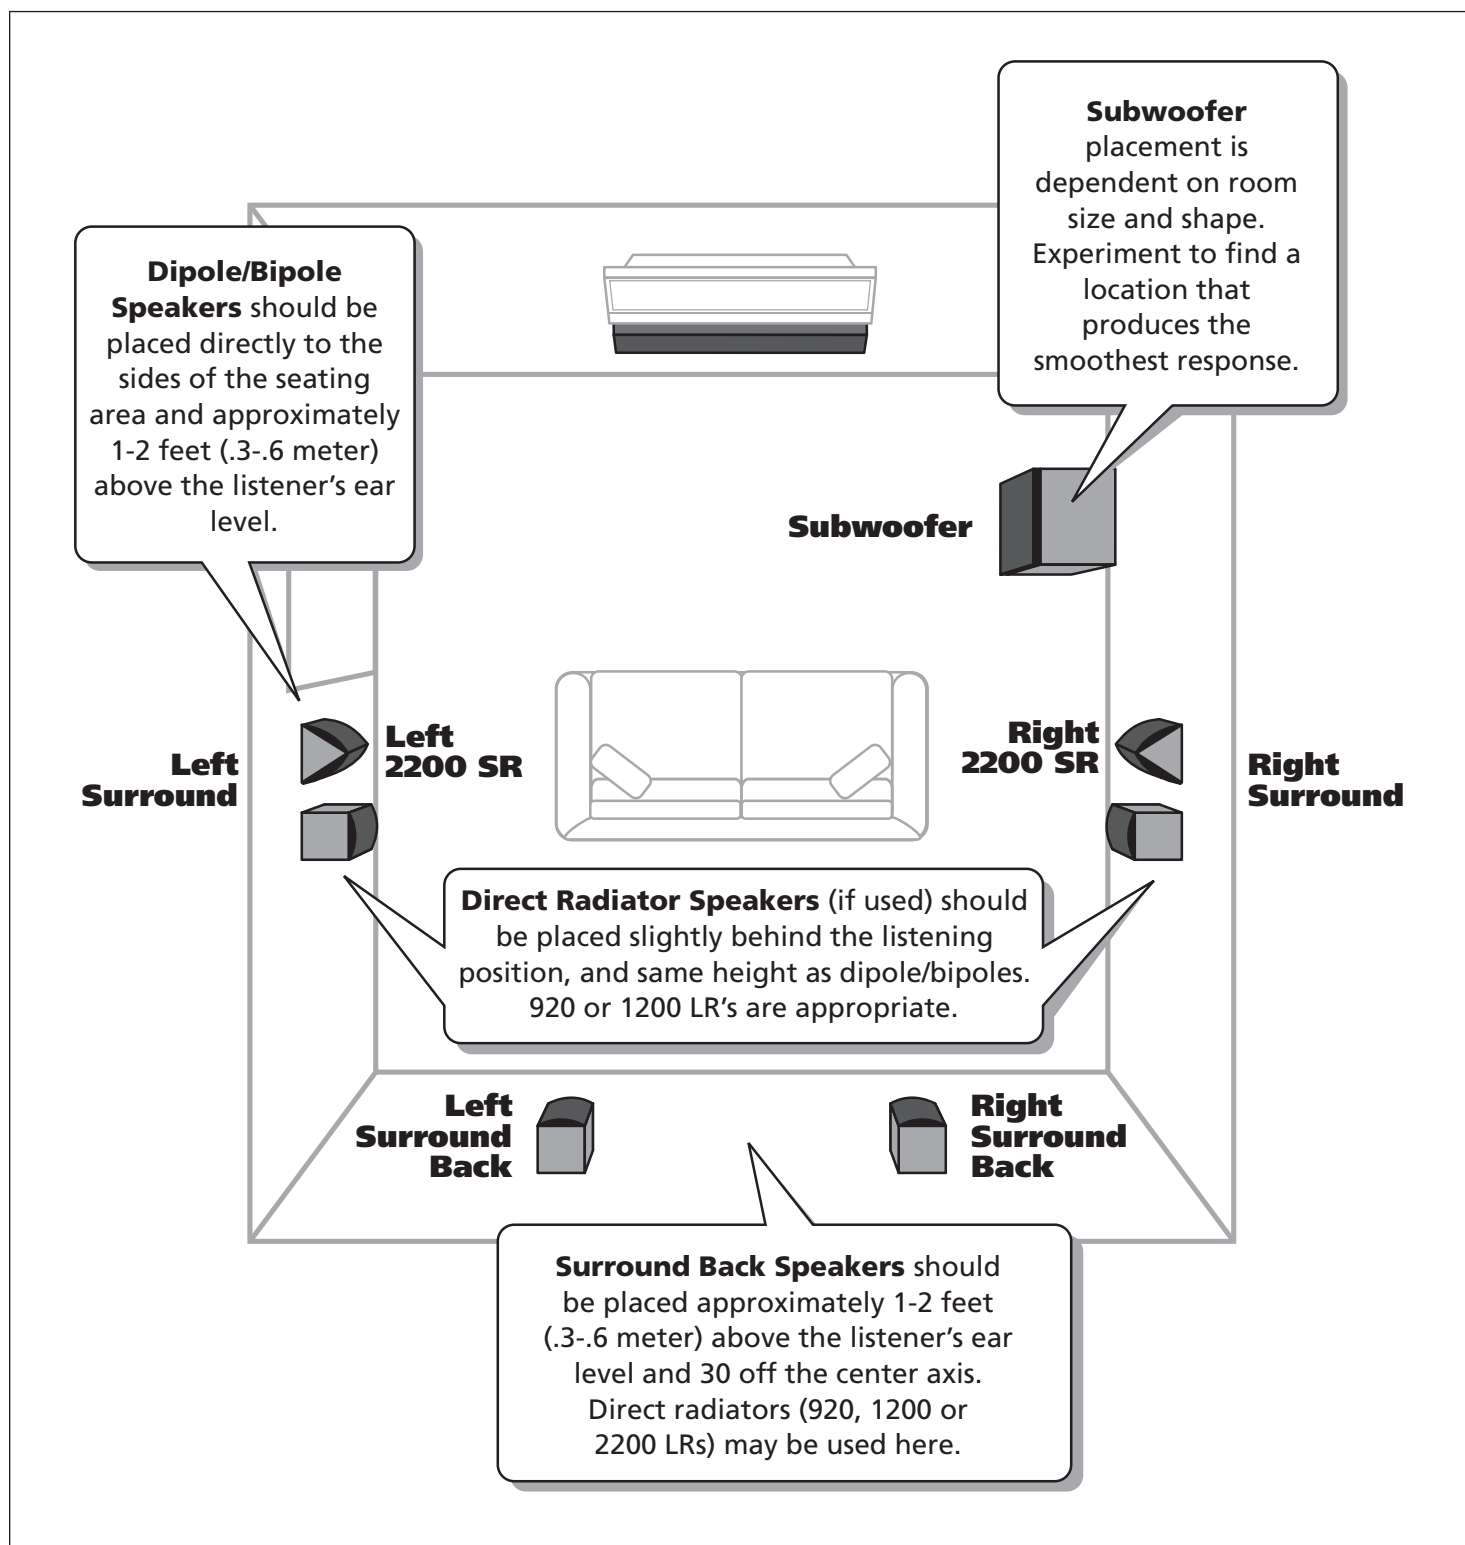 Subwoofer
placement is
dependent on room
size and shape.
Experiment to find a
location that
produces the
smoothest response.
Dipole/Bipole
Speakers should be
placed directly to the
sides of the seating
area and approximately
1-2 feet (.3-.6 meter)
above the listener’s ear
level.
Subwoofer
Left
Surround
Left
2200 SR
Right
2200 SR
Right
Surround
Direct Radiator Speakers (if used) should
be placed slightly behind the listening
position, and same height as dipole/bipoles.
920 or 1200 LR’s are appropriate.
Left
Surround
Back
Right
Surround
Back
Surround Back Speakers should
be placed approximately 1-2 feet
(.3-.6 meter) above the listener’s ear
level and 30 off the center axis.
Direct radiators (920, 1200 or
2200 LRs) may be used here.